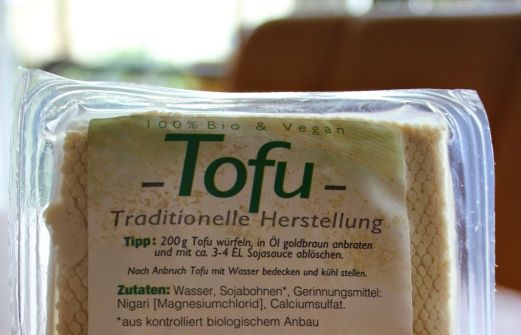 100% Bio & Vegan
- Tofu -
Traditionelle Herstellung
Tipp: 200 g Tofu würfeln, in Öl goldbraun anbraten
und mit ca. 3-4 EL Sojasauce ablöschen.
Nach Anbruch Tofu mit Wasser bedecken und kühl stellen.
Zutaten: Wasser, Sojabohnen*, Gerinnungsmittel:
Nigari [Magnesiumchlorid], Calciumsulfat.
*aus kontrolliert biologischem Anbau